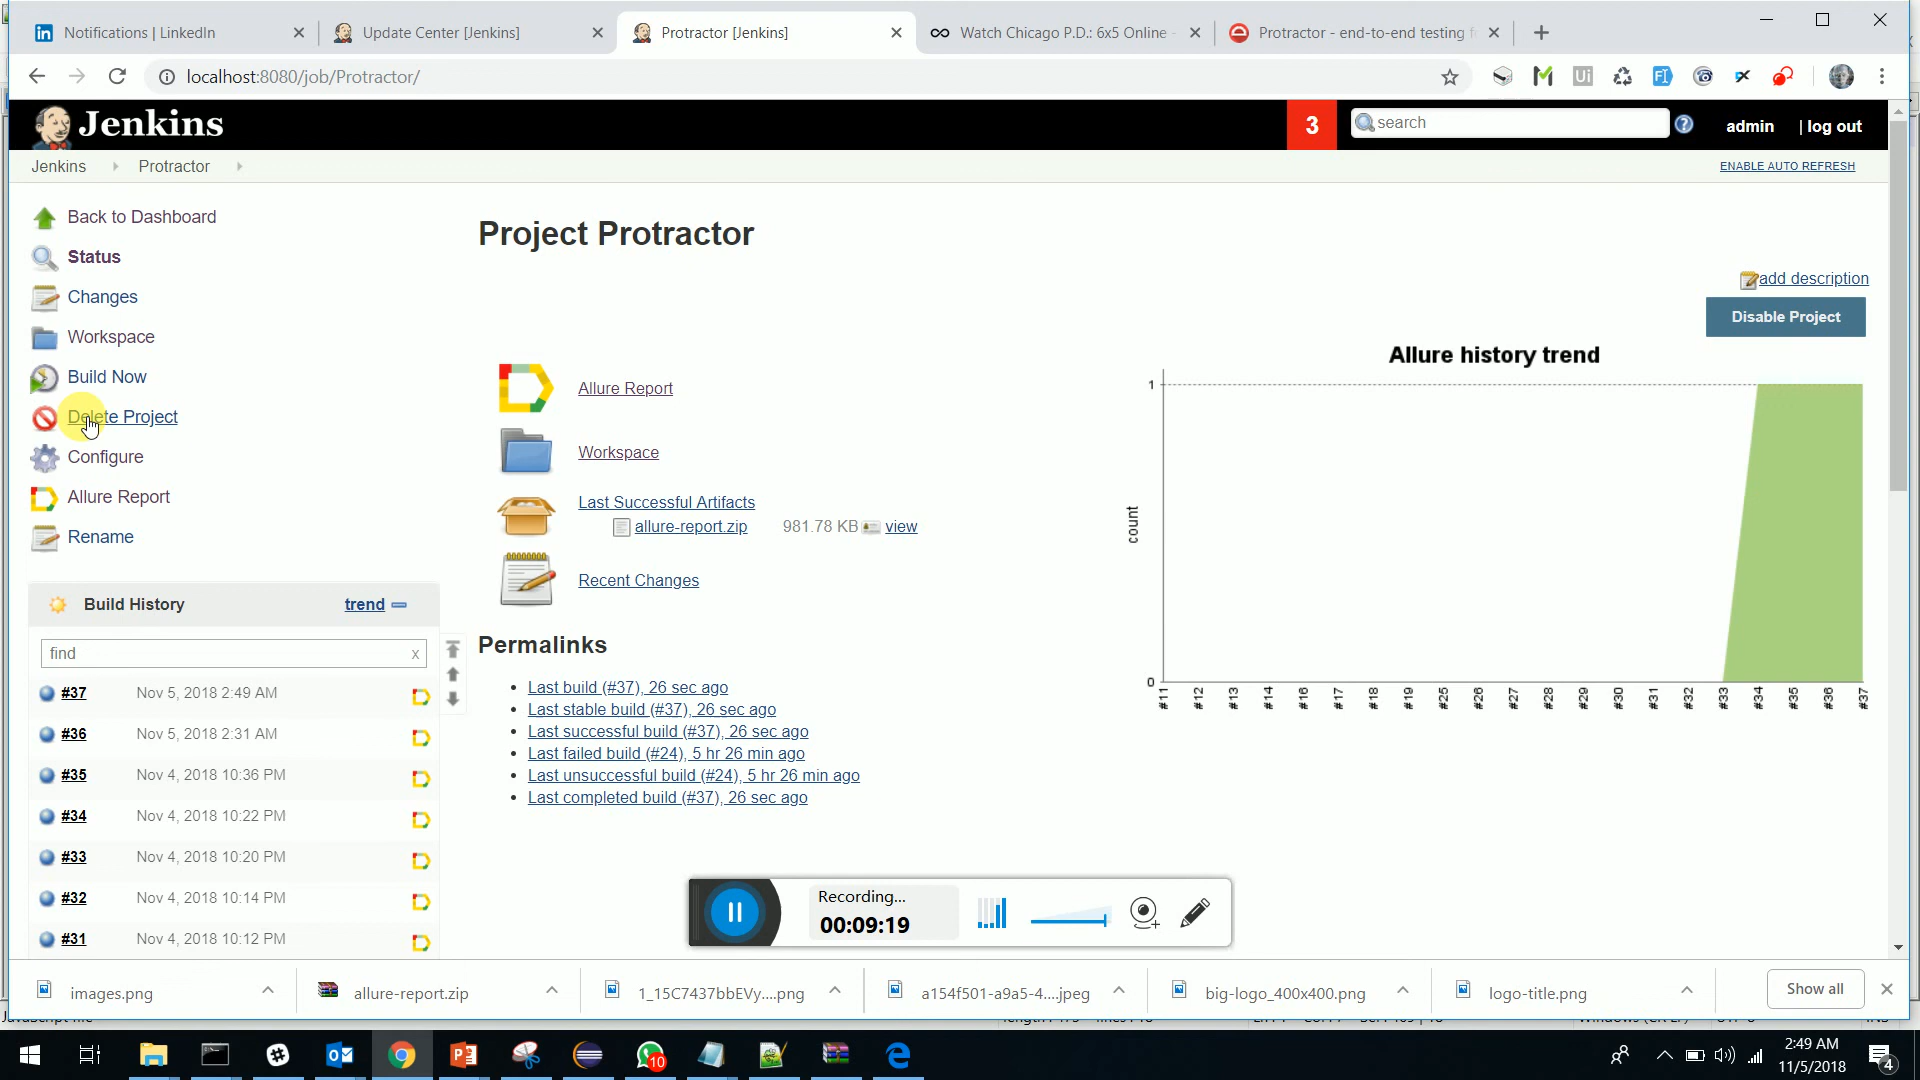 Notifications | LinkedIn
Update Center [Jenkins]
Protractor [Jenkins]
Watch Chicago P.D.: 6x5 Online -
Protractor - end-to-end testing f
localhost:8080/job/Protractor/
Jenkins
3
search
admin
| log out
Jenkins
Protractor
ENABLE AUTO REFRESH
Back to Dashboard
Status
Changes
Workspace
Build Now
Delete Project
Configure
Allure Report
Rename
Project Protractor
add description
Disable Project
Allure Report
Workspace
Last Successful Artifacts
allure-report.zip 981.78 KB view
Recent Changes
Allure history trend
1
count
0
#11 #12 #13 #14 #16 #17 #18 #19 #25 #26 #27 #28 #29 #30 #31 #32 #33 #34 #35 #36 #37
Build History
trend
find
x
#37 Nov 5, 2018 2:49 AM
#36 Nov 5, 2018 2:31 AM
#35 Nov 4, 2018 10:36 PM
#34 Nov 4, 2018 10:22 PM
#33 Nov 4, 2018 10:20 PM
#32 Nov 4, 2018 10:14 PM
#31 Nov 4, 2018 10:12 PM
Permalinks
Last build (#37), 26 sec ago
Last stable build (#37), 26 sec ago
Last successful build (#37), 26 sec ago
Last failed build (#24), 5 hr 26 min ago
Last unsuccessful build (#24), 5 hr 26 min ago
Last completed build (#37), 26 sec ago
Recording...
00:09:19
images.png
allure-report.zip
1_15C7437bbEVy....png
a154f501-a9a5-4....jpeg
big-logo_400x400.png
logo-title.png
Show all
10
2:49 AM
11/5/2018
4